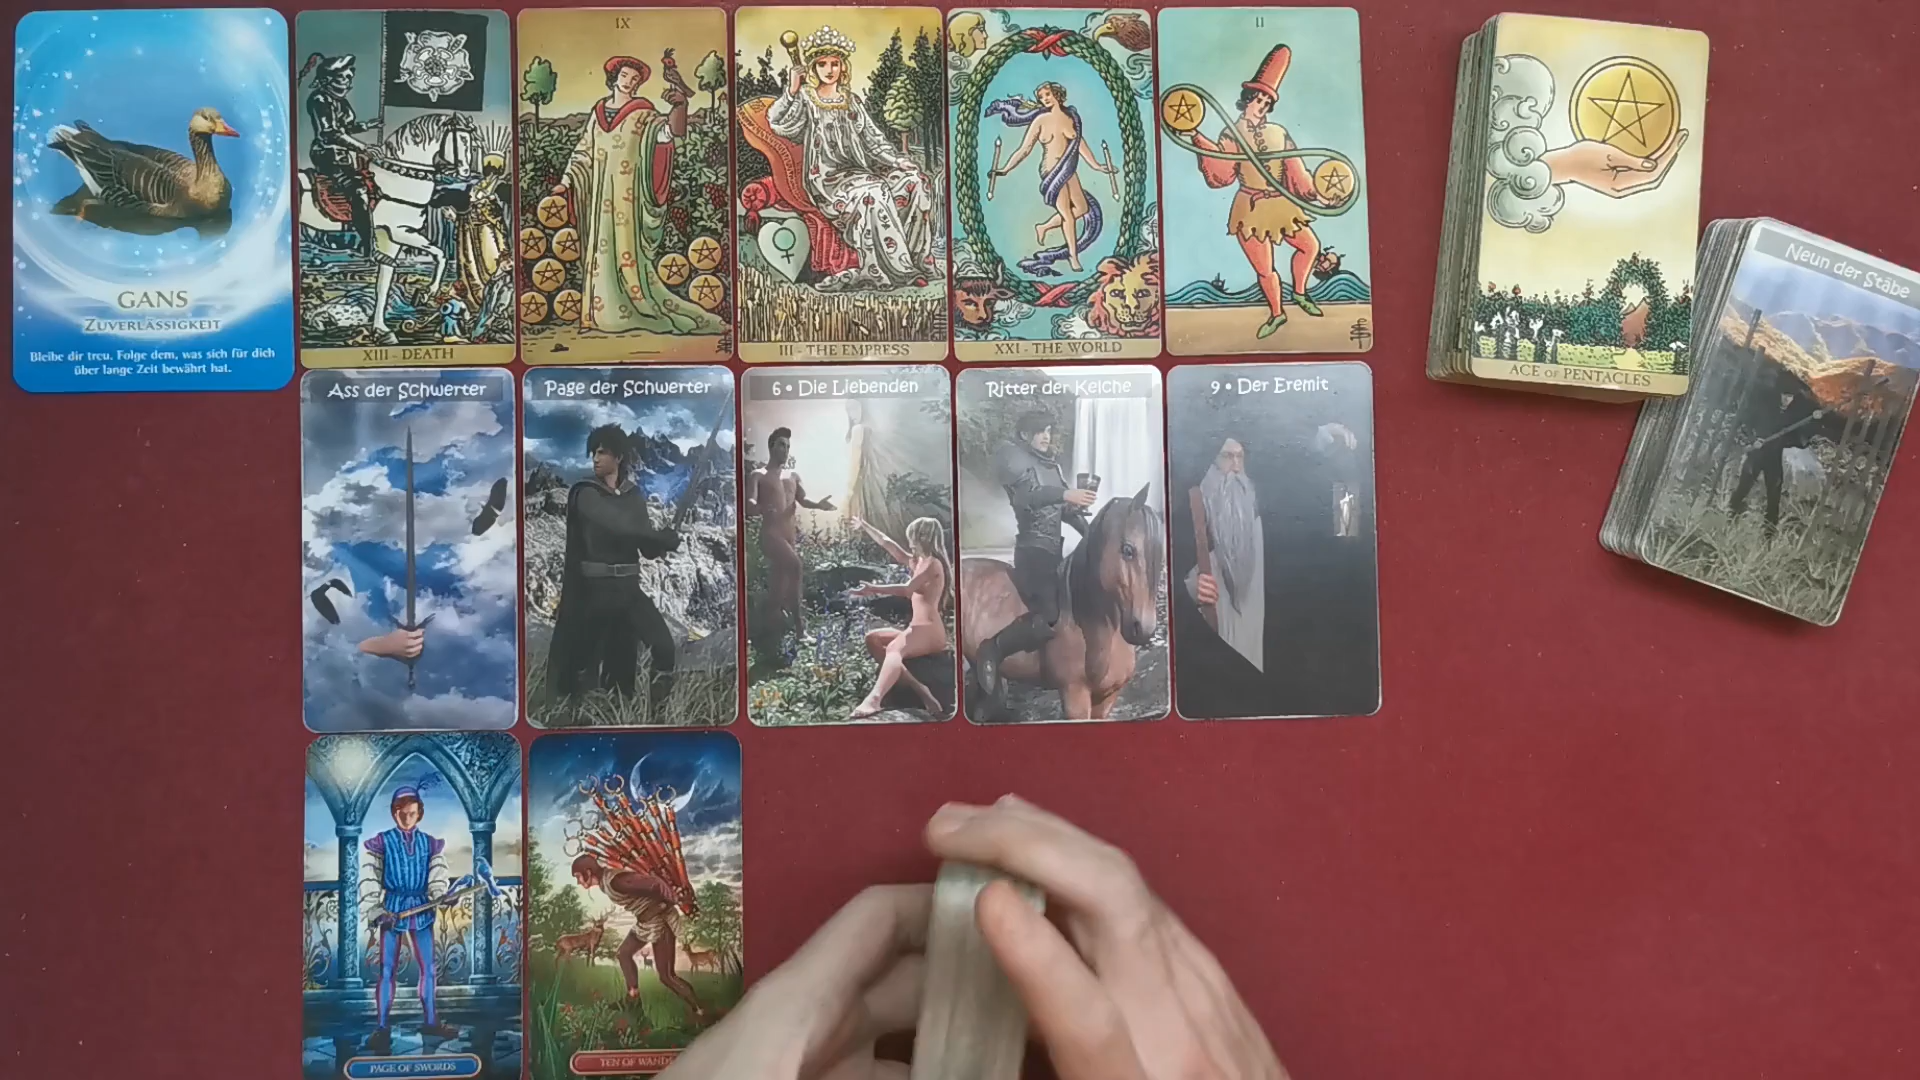 GANS
ZUVERLÄSSIGKEIT
Bleibe dir treu. Folge dem, was sich für dich
über lange Zeit bewährt hat.
XIII - DEATH
IX
III - THE EMPRESS
XXI - THE WORLD
II
ACE OF PENTACLES
Neun der Stäbe
Ass der Schwerter
Page der Schwerter
6 • Die Liebenden
Ritter der Kelche
9 • Der Eremit
PAGE OF SWORDS
TEN OF WANDS